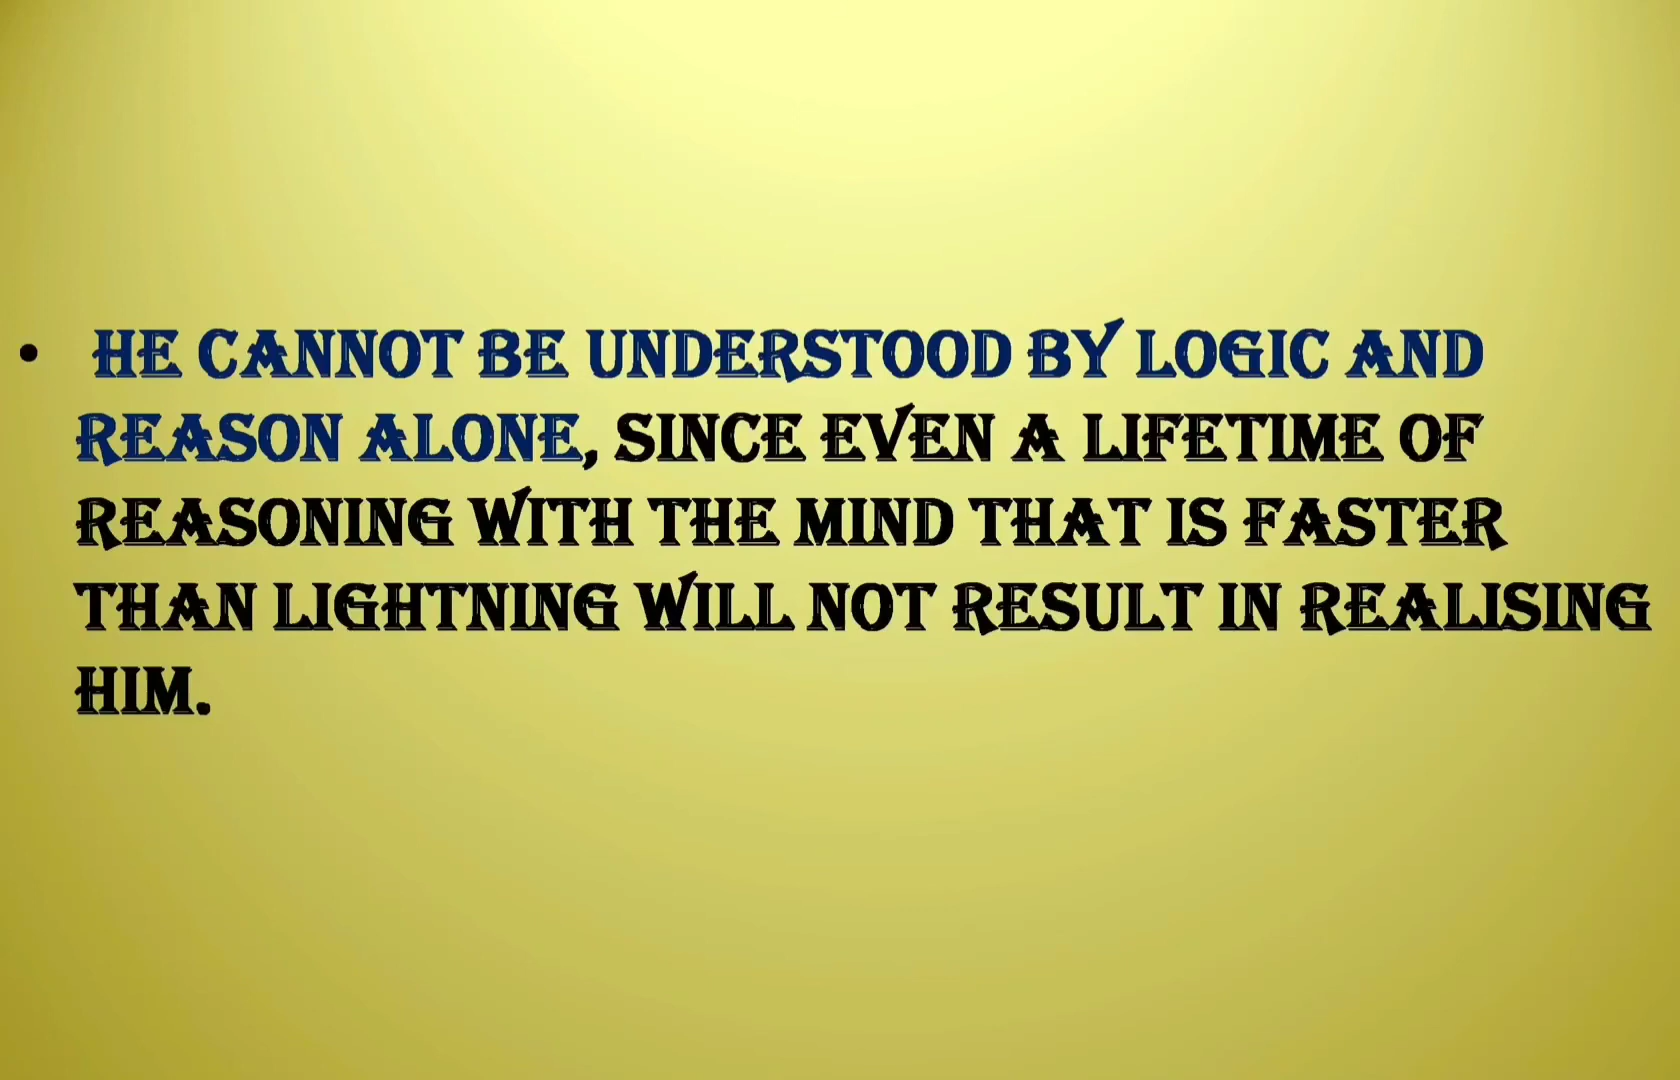 • HE CANNOT BE UNDERSTOOD BY LOGIC AND
REASON ALONE, SINCE EVEN A LIFETIME OF
REASONING WITH THE MIND THAT IS FASTER
THAN LIGHTNING WILL NOT RESULT IN REALISING
HIM.